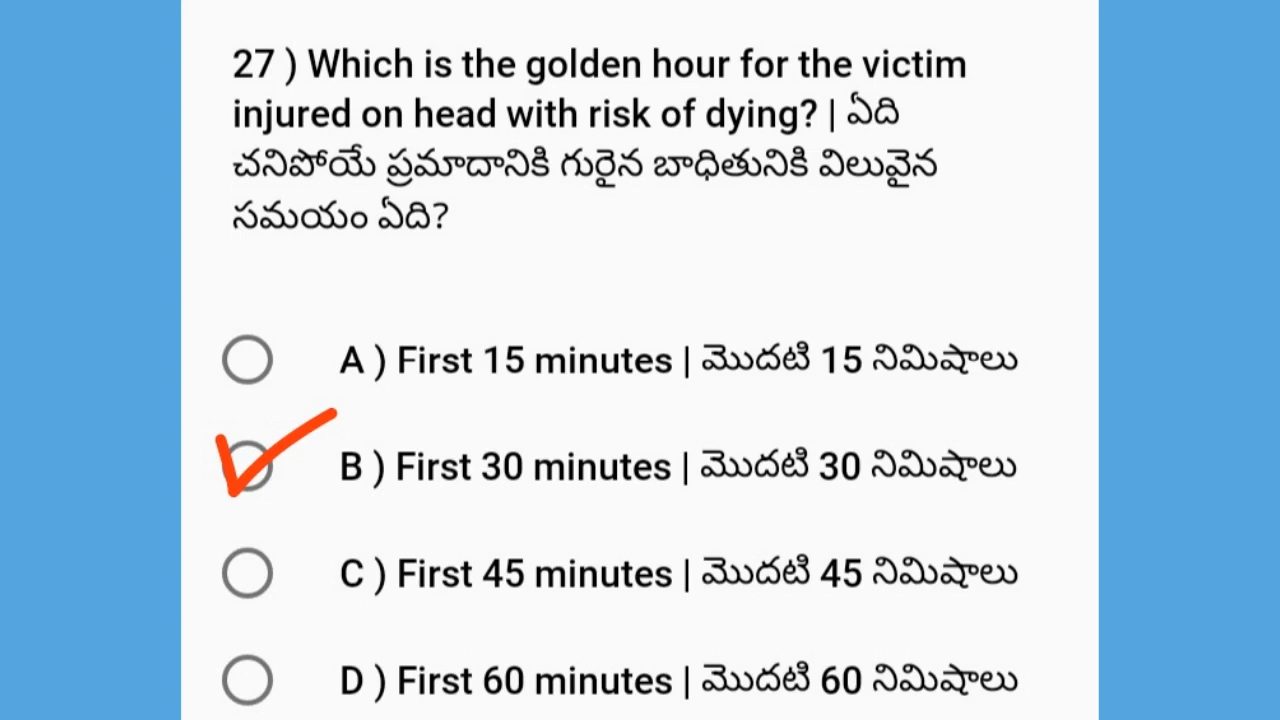 27 ) Which is the golden hour for the victim
injured on head with risk of dying? | ఏది
చనిపోయే ప్రమాదానికి గురైన బాధితునికి విలువైన
సమయం ఏది?
A ) First 15 minutes | మొదటి 15 నిమిషాలు
B ) First 30 minutes | మొదటి 30 నిమిషాలు
C ) First 45 minutes | మొదటి 45 నిమిషాలు
D ) First 60 minutes | మొదటి 60 నిమిషాలు